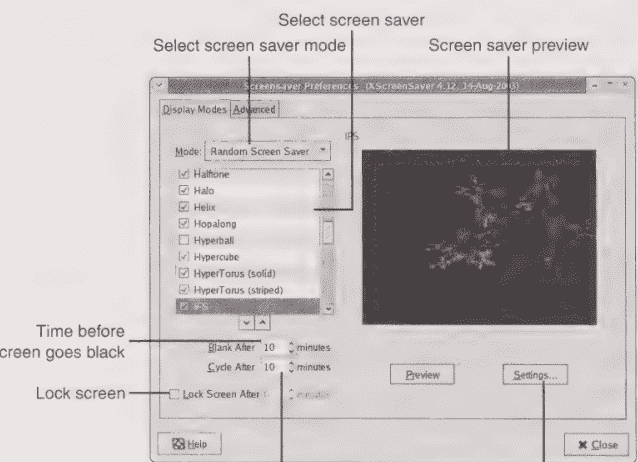 Select screen saver
Select screen saver mode
Screen saver preview
Screensaver Preferences (XScreenSaver 4.12, 14-Aug-2003)
Display Modes
Advanced
IFS
Mode: Random Screen Saver
Halftone
Halo
Helix
Hopalong
Hyperball
Hypercube
HyperTorus (solid)
HyperTorus (striped)
IFS
Time before
creen goes black
Blank After 10 minutes
Cycle After 10 minutes
Preview
Settings...
Lock screen
Lock Screen After minutes
Help
Close